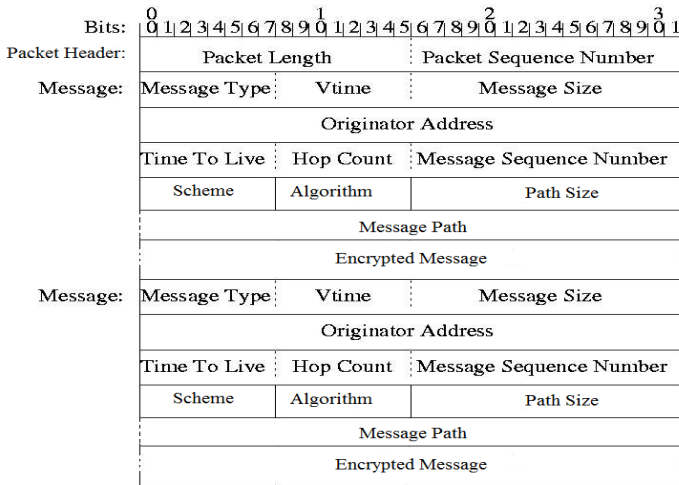 0 1 2 3
Bits: 0 1 2 3 4 5 6 7 8 9 0 1 2 3 4 5 6 7 8 9 0 1 2 3 4 5 6 7 8 9 0 1
Packet Header: Packet Length Packet Sequence Number
Message: Message Type Vtime Message Size
Originator Address
Time To Live Hop Count Message Sequence Number
Scheme Algorithm Path Size
Message Path
Encrypted Message
Message: Message Type Vtime Message Size
Originator Address
Time To Live Hop Count Message Sequence Number
Scheme Algorithm Path Size
Message Path
Encrypted Message